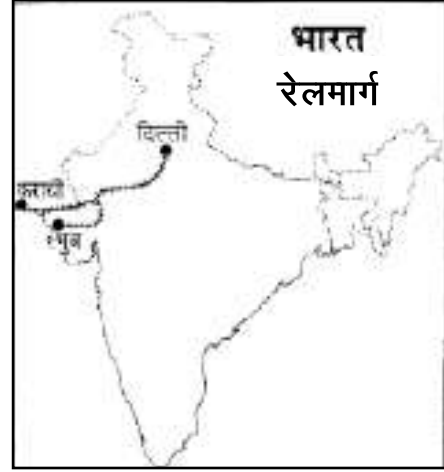 भारत
रेलमार्ग
दिल्ली
कराची
भुज